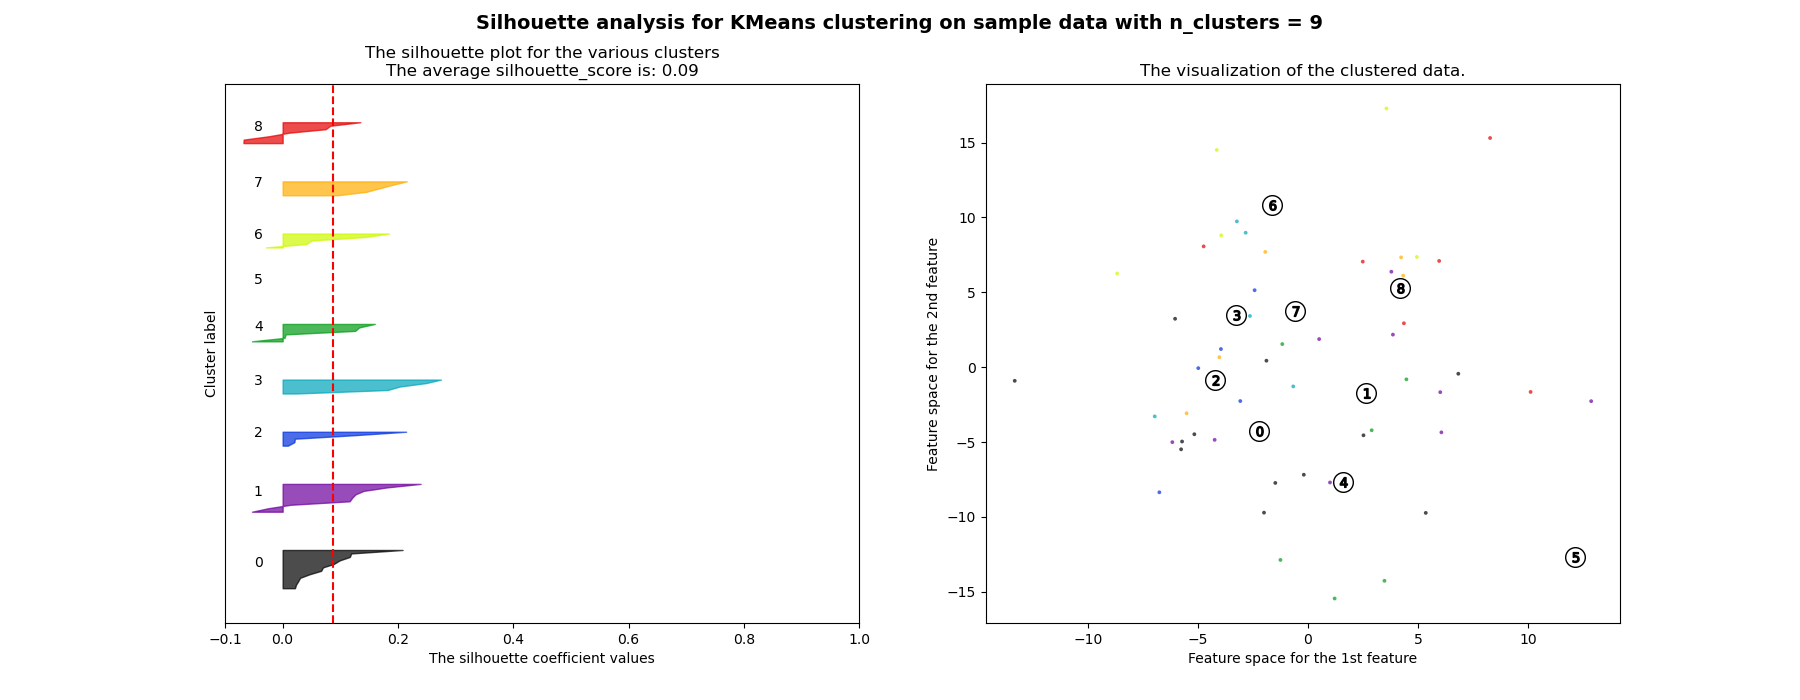 Silhouette analysis for KMeans clustering on sample data with n_clusters = 9
The silhouette plot for the various clusters
The average silhouette_score is: 0.09
8
7
6
5
4
3
2
1
0
Cluster label
−0.1 0.0 0.2 0.4 0.6 0.8 1.0
The silhouette coefficient values
The visualization of the clustered data.
15
10
5
0
−5
−10
−15
Feature space for the 2nd feature
6
8
7
3
2
1
0
4
5
−10 −5 0 5 10
Feature space for the 1st feature